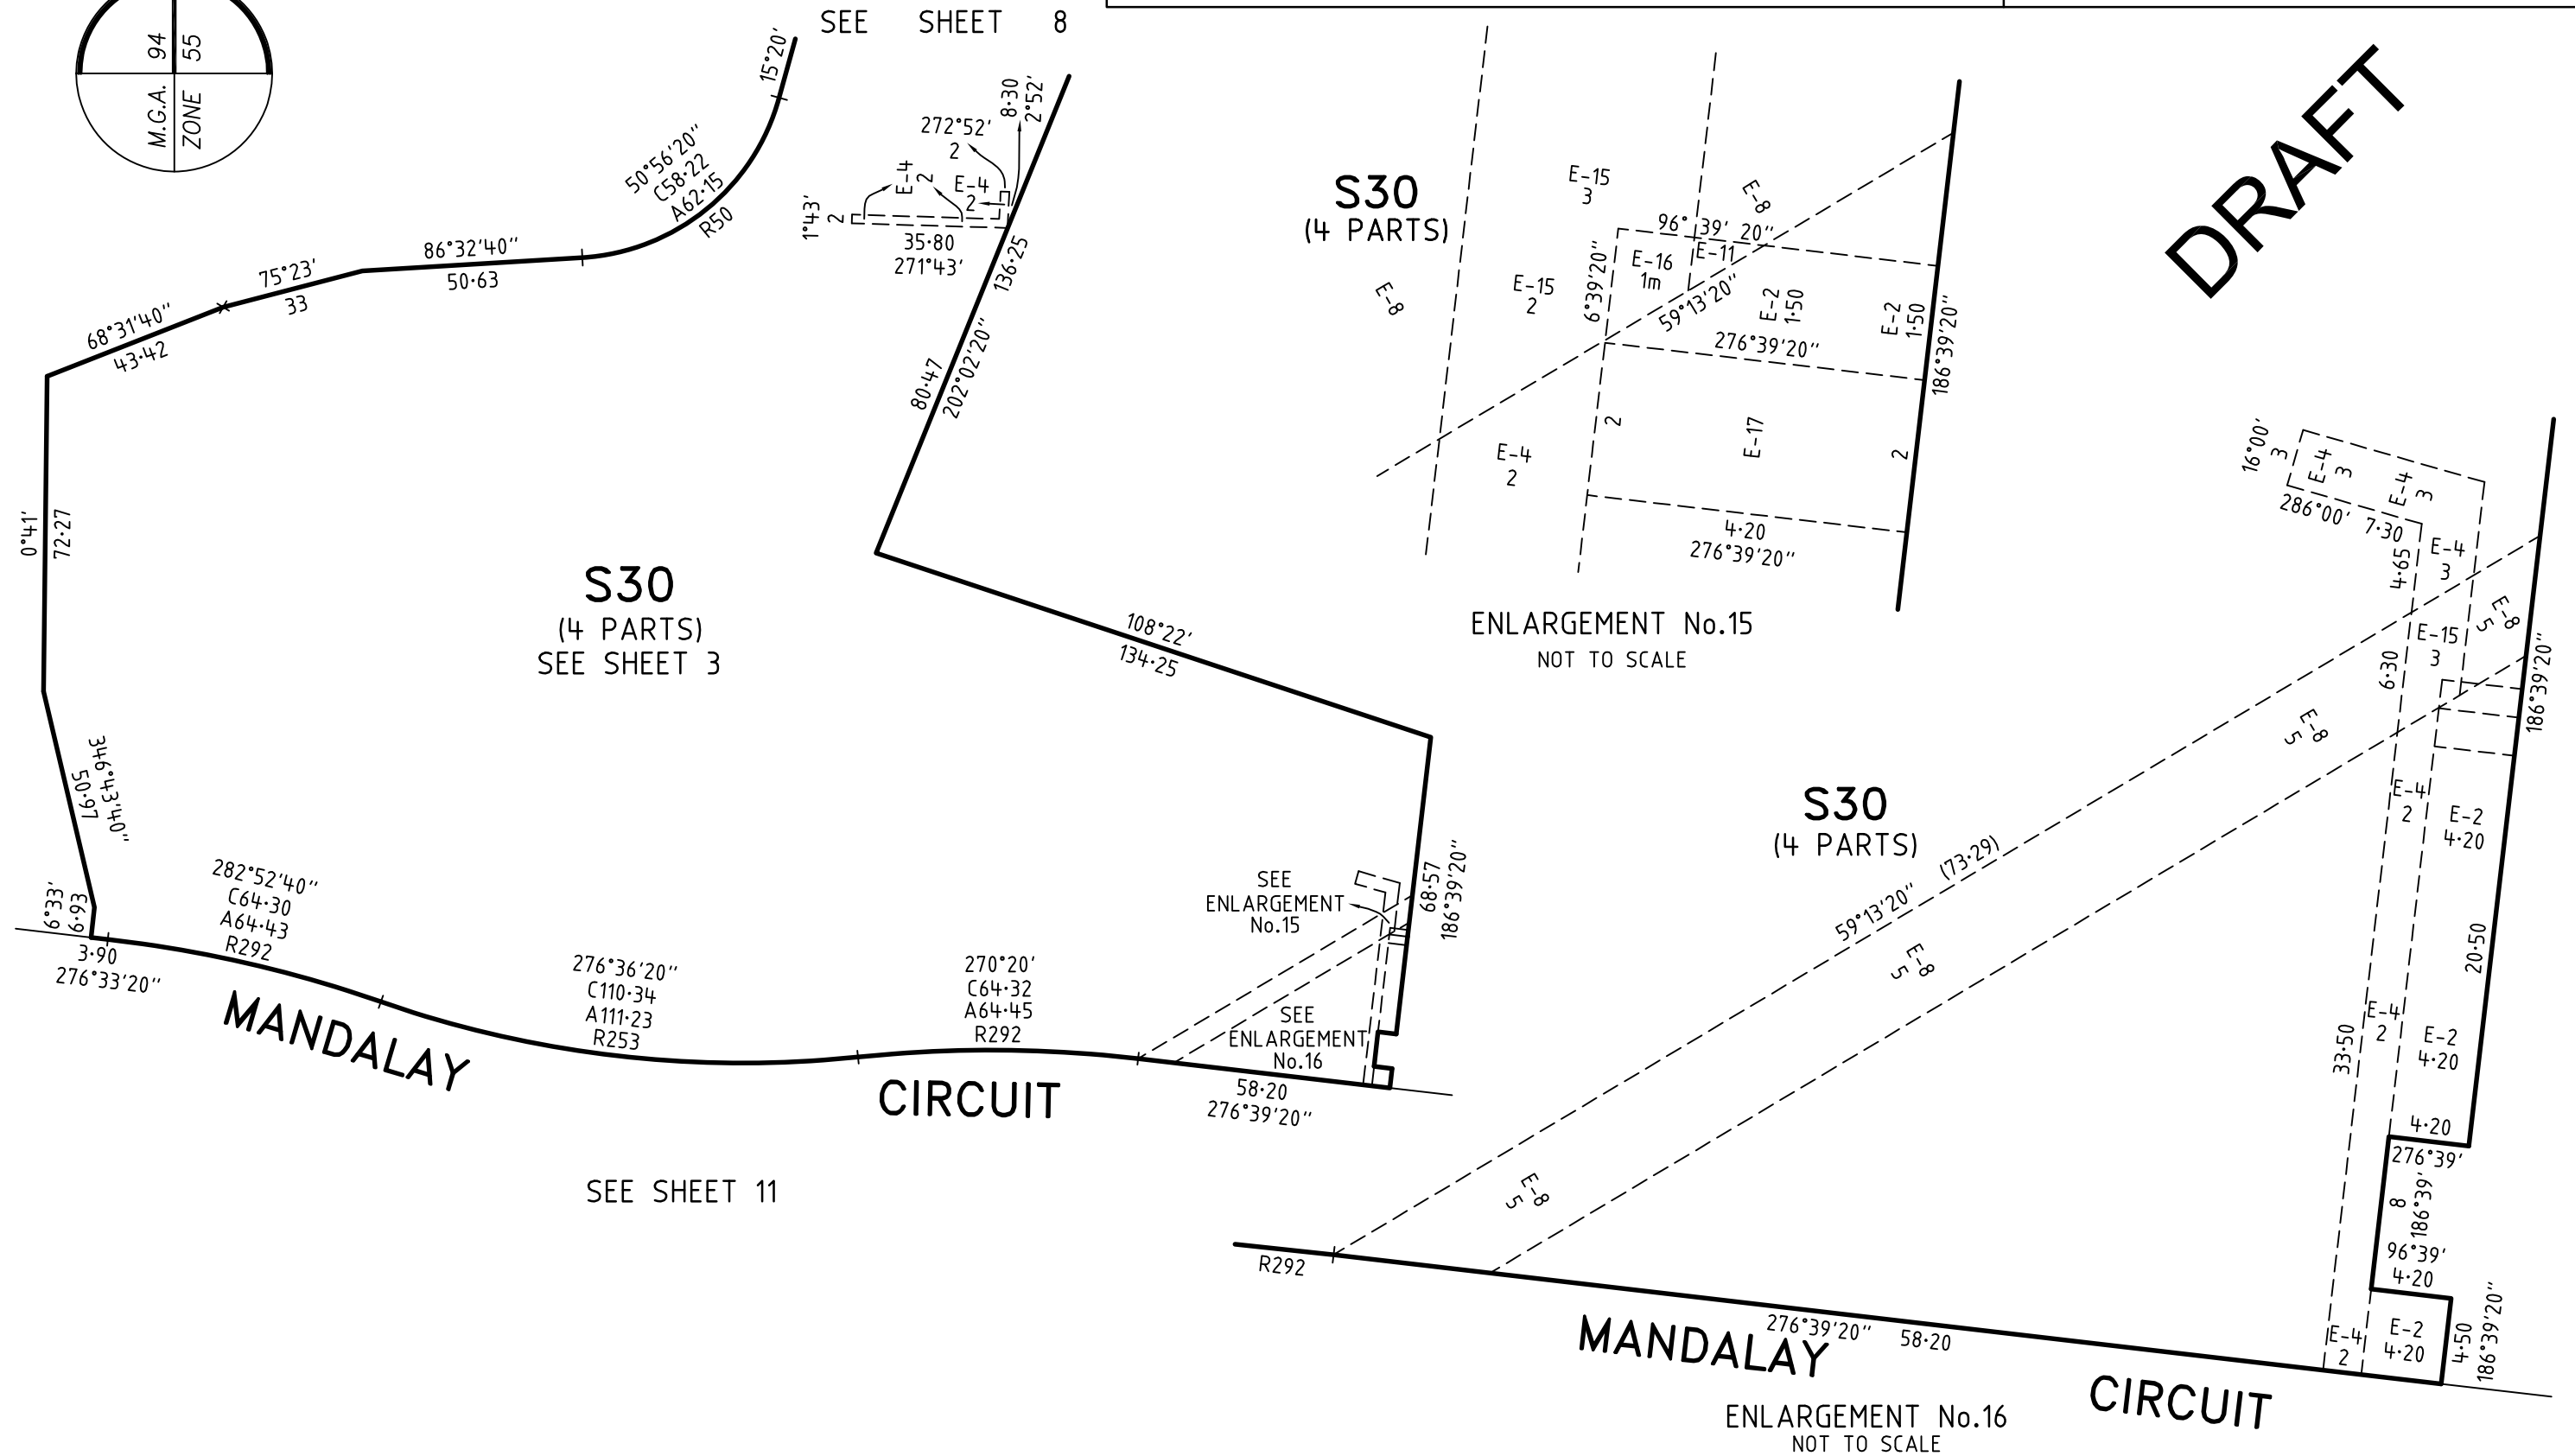 M.G.A. 94
ZONE 55
SEE SHEET 8
DRAFT
15°20'
50°56'20"
C58·22
A62·15
R50
86°32'40"
50·63
75°23'
33
68°31'40"
43·42
0°41'
72·27
346°43'40"
50·97
6°33'
6·93
3·90
276°33'20"
282°52'40"
C64·30
A64·43
R292
276°36'20"
C110·34
A111·23
R253
270°20'
C64·32
A64·45
R292
58·20
276°39'20"
MANDALAY
CIRCUIT
SEE SHEET 11
S30
(4 PARTS)
SEE SHEET 3
8·30
2°52'
272°52'
2
E-4
2
E-4
2
1°43'
2
35·80
271°43'
136·25
80·47
202°02'20"
108°22'
134·25
68·57
186°39'20"
SEE
ENLARGEMENT
No.15
SEE
ENLARGEMENT
No.16
S30
(4 PARTS)
E-15
3
E-8
96° 39' 20"
E-16
1m
E-11
6°39'20"
59°13'20"
E-15
2
E-8
E-2
1·50
E-2
1·50
276°39'20"
186°39'20"
2
E-17
2
E-4
2
4·20
276°39'20"
ENLARGEMENT No.15
NOT TO SCALE
16°00'
3
E-4
3
E-4
3
286°00' 7·30
4·65
E-4
3
E-8
5
E-15
3
6·30
186°39'20"
E-8
5
S30
(4 PARTS)
E-4
2
E-2
4·20
59°13'20" (73·29)
E-8
5
20·50
33·50
E-4
2
E-2
4·20
4·20
276°39'
8
186°39'
96°39'
4·20
E-8
5
R292
276°39'20" 58·20
E-4
2
E-2
4·20
4·50
186°39'20"
MANDALAY
CIRCUIT
ENLARGEMENT No.16
NOT TO SCALE